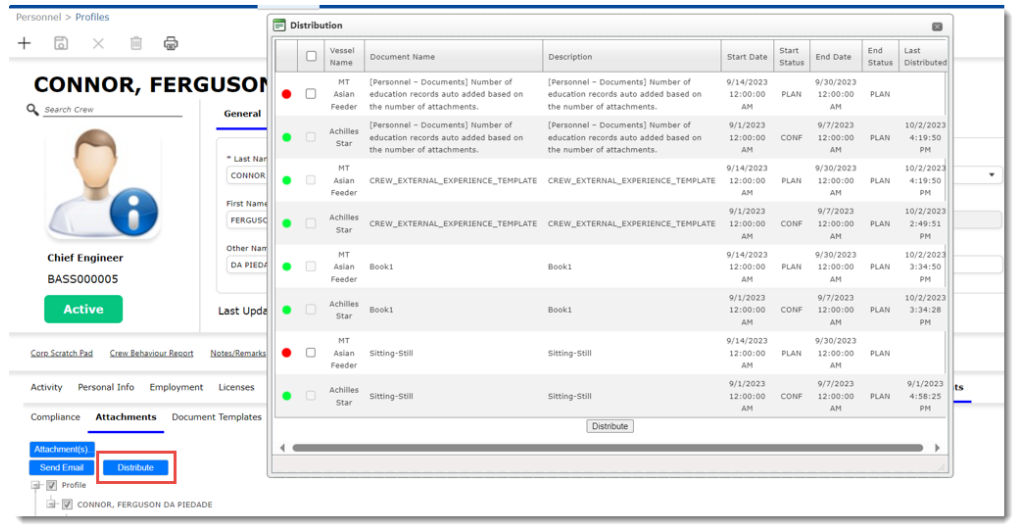 Personnel > Profiles
CONNOR, FERGUSON
Search Crew
Chief Engineer
BASS000005
Active
General
* Last Nar
CONNOR
First Name
FERGUSO
Other Nam
DA PIEDA
Last Upda
Corp Scratch Pad Crew Behaviour Report Notes/Remarks
Activity Personal Info Employment Licenses ts
Compliance Attachments Document Templates
Attachment(s)...
Send Email Distribute
Profile
CONNOR, FERGUSON DA PIEDADE
Distribution
Vessel Name Document Name Description Start Date Start Status End Date End Status Last Distributed
MT [Personnel – Documents] Number of [Personnel – Documents] Number of 9/14/2023 9/30/2023
Asian education records auto added based on education records auto added based on 12:00:00 PLAN 12:00:00 PLAN
Feeder the number of attachments. the number of attachments. AM AM
[Personnel – Documents] Number of [Personnel – Documents] Number of 9/1/2023 9/7/2023 10/2/2023
Achilles Star education records auto added based on education records auto added based on 12:00:00 CONF 12:00:00 PLAN 4:19:50
the number of attachments. the number of attachments. AM AM PM
MT 9/14/2023 9/30/2023 10/2/2023
Asian CREW_EXTERNAL_EXPERIENCE_TEMPLATE CREW_EXTERNAL_EXPERIENCE_TEMPLATE 12:00:00 PLAN 12:00:00 PLAN 4:19:50
Feeder AM AM PM
9/1/2023 9/7/2023 10/2/2023
Achilles Star CREW_EXTERNAL_EXPERIENCE_TEMPLATE CREW_EXTERNAL_EXPERIENCE_TEMPLATE 12:00:00 CONF 12:00:00 PLAN 2:49:51
AM AM PM
MT 9/14/2023 9/30/2023 10/2/2023
Asian Book1 Book1 12:00:00 PLAN 12:00:00 PLAN 3:34:50
Feeder AM AM PM
9/1/2023 9/7/2023 10/2/2023
Achilles Star Book1 Book1 12:00:00 CONF 12:00:00 PLAN 3:34:28
AM AM PM
MT 9/14/2023 9/30/2023
Asian Sitting-Still Sitting-Still 12:00:00 PLAN 12:00:00 PLAN
Feeder AM AM
9/1/2023 9/7/2023 9/1/2023
Achilles Star Sitting-Still Sitting-Still 12:00:00 CONF 12:00:00 PLAN 4:58:25
AM AM PM
Distribute